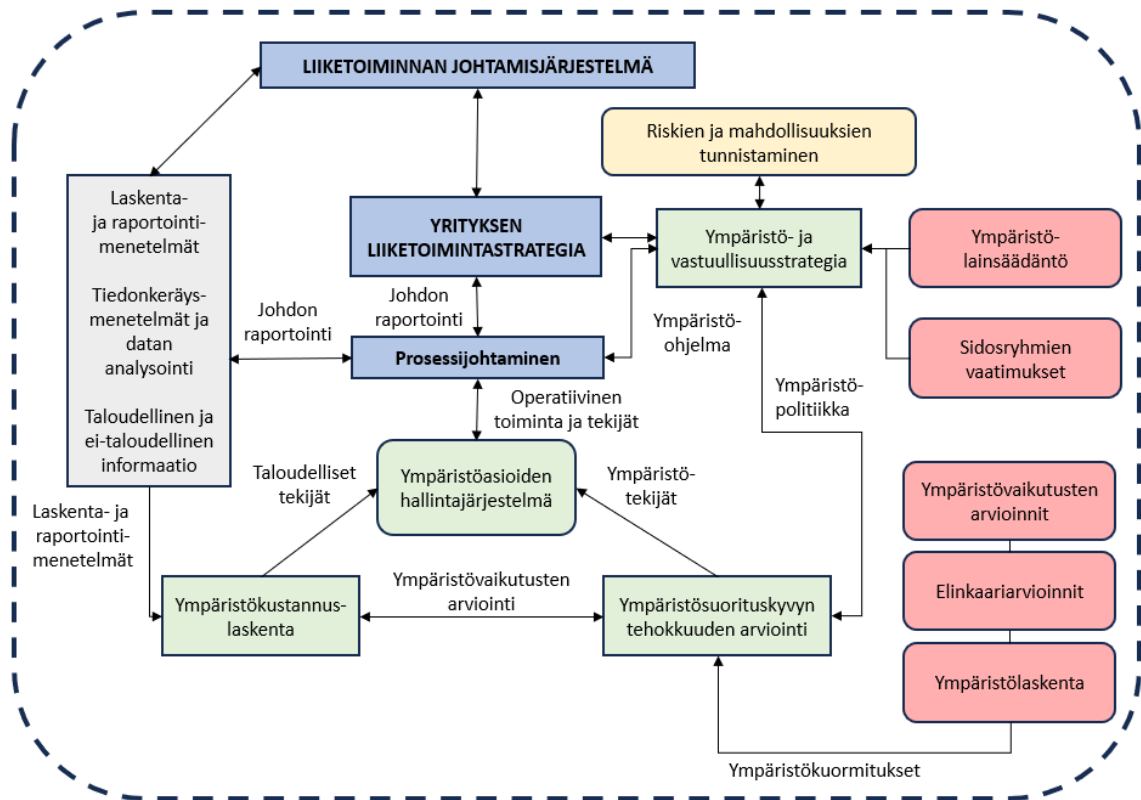 LIIKETOIMINNAN JOHTAMISJÄRJESTELMÄ
Riskien ja mahdollisuuksien
tunnistaminen
Laskenta-
ja raportointi-
menetelmät
Tiedonkeräys-
menetelmät ja
datan
analysointi
Taloudellinen ja
ei-taloudellinen
informaatio
YRITYKSEN
LIIKETOIMINTASTRATEGIA
Ympäristö- ja
vastuullisuusstrategia
Ympäristö-
lainsäädäntö
Johdon
raportointi
Johdon
raportointi
Ympäristö-
ohjelma
Sidosryhmien
vaatimukset
Prosessijohtaminen
Ympäristö-
politiikka
Operatiivinen
toiminta ja tekijät
Taloudelliset
tekijät
Ympäristöasioiden
hallintajärjestelmä
Ympäristö-
tekijät
Ympäristövaikutusten
arvioinnit
Laskenta- ja
raportointi-
menetelmät
Ympäristövaikutusten
arviointi
Ympäristökustannus-
laskenta
Ympäristösuorituskyvyn
tehokkuuden arviointi
Elinkaariarvioinnit
Ympäristölaskenta
Ympäristökuormitukset